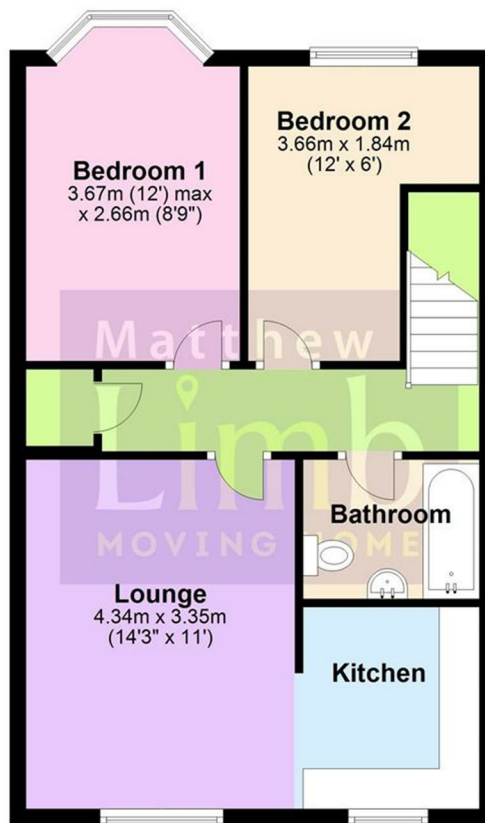 Bedroom 1
3.67m (12') max
x 2.66m (8'9")
Bedroom 2
3.66m x 1.84m
(12' x 6')
Matthew
Limb
MOVING HOME
Bathroom
Lounge
4.34m x 3.35m
(14'3" x 11')
Kitchen